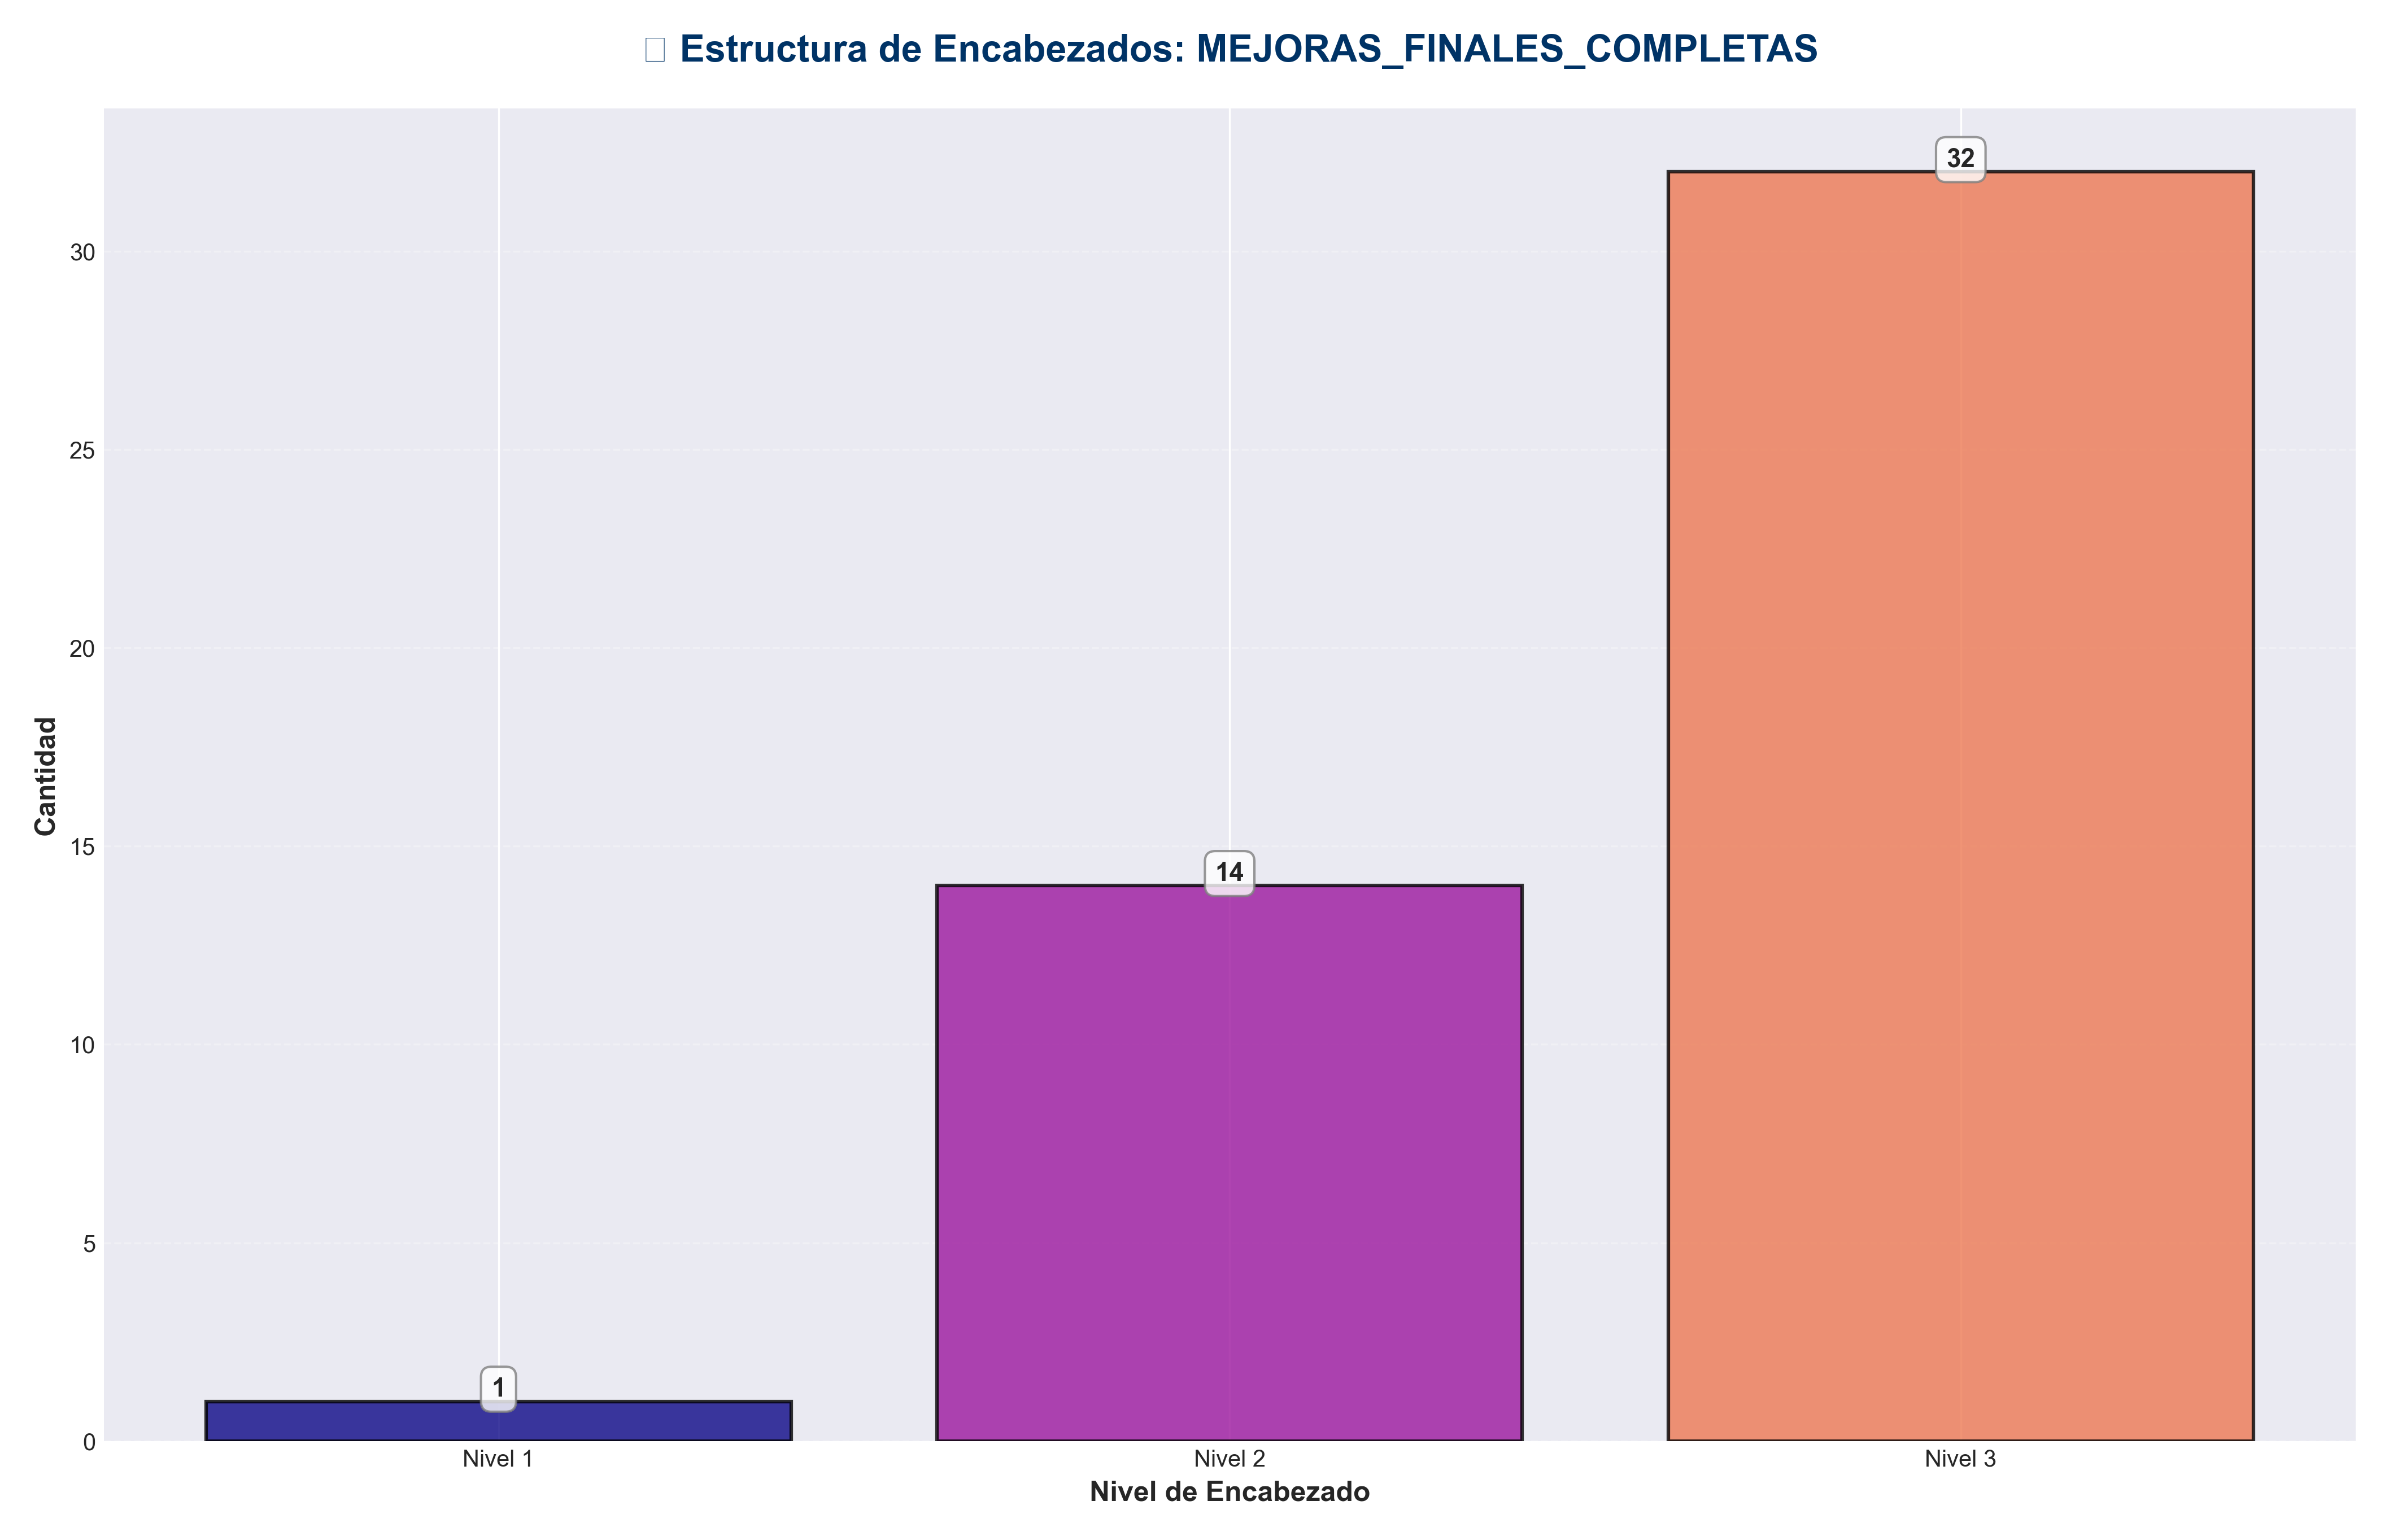 Estructura de Encabezados: MEJORAS_FINALES_COMPLETAS
32
30
25
20
15
14
10
5
1
0
Nivel 1 Nivel 2 Nivel 3
Nivel de Encabezado
Cantidad